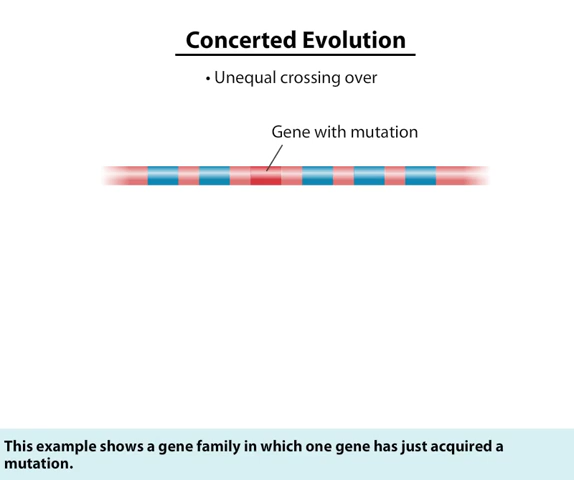 Concerted Evolution
• Unequal crossing over
Gene with mutation
This example shows a gene family in which one gene has just acquired a
mutation.